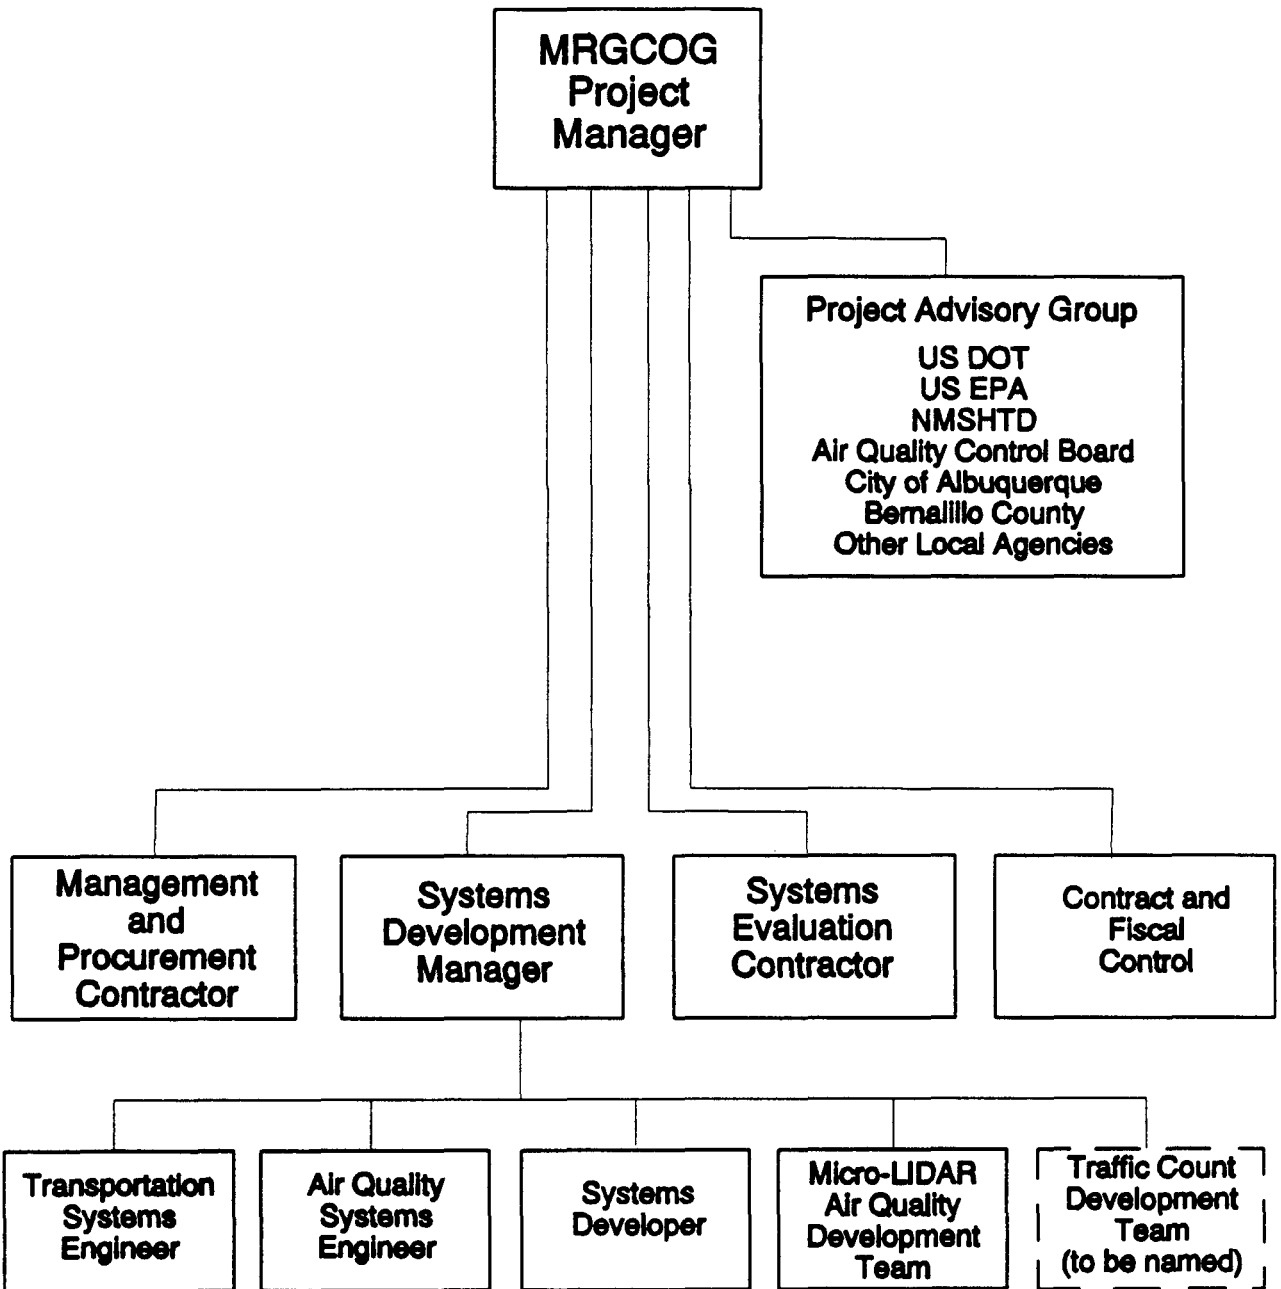 MRGCOG
Project
Manager
Project Advisory Group
US DOT
US EPA
NMSHTD
Air Quality Control Board
City of Albuquerque
Bernalillo County
Other Local Agencies
Management
and
Procurement
Contractor
Systems
Development
Manager
Systems
Evaluation
Contractor
Contract and
Fiscal
Control
Transportation
Systems
Engineer
Air Quality
Systems
Engineer
Systems
Developer
Micro-LIDAR
Air Quality
Development
Team
Traffic Count
Development
Team
(to be named)